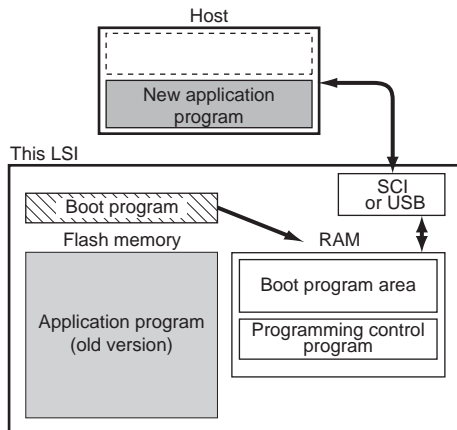 Host
New application
program
This LSI
SCI
or USB
Boot program
Flash memory
RAM
Application program
(old version)
Boot program area
Programming control
program